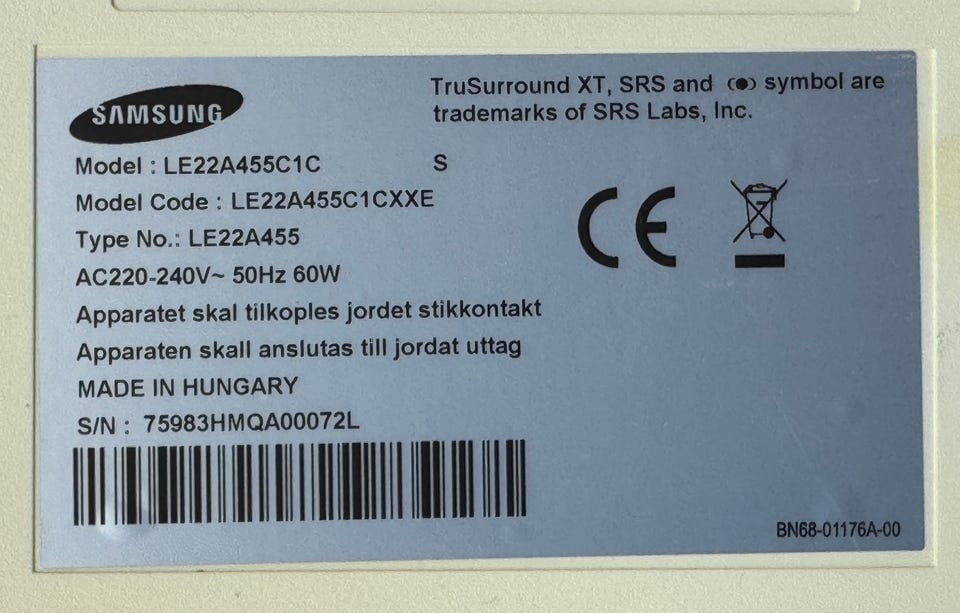 SAMSUNG
TruSurround XT, SRS and (●) symbol are
trademarks of SRS Labs, Inc.
Model : LE22A455C1C S
Model Code : LE22A455C1CXXE
Type No.: LE22A455
AC220-240V~ 50Hz 60W
Apparatet skal tilkoples jordet stikkontakt
Apparaten skall anslutas till jordat uttag
MADE IN HUNGARY
S/N : 75983HMQA00072L
CE
BN68-01176A-00